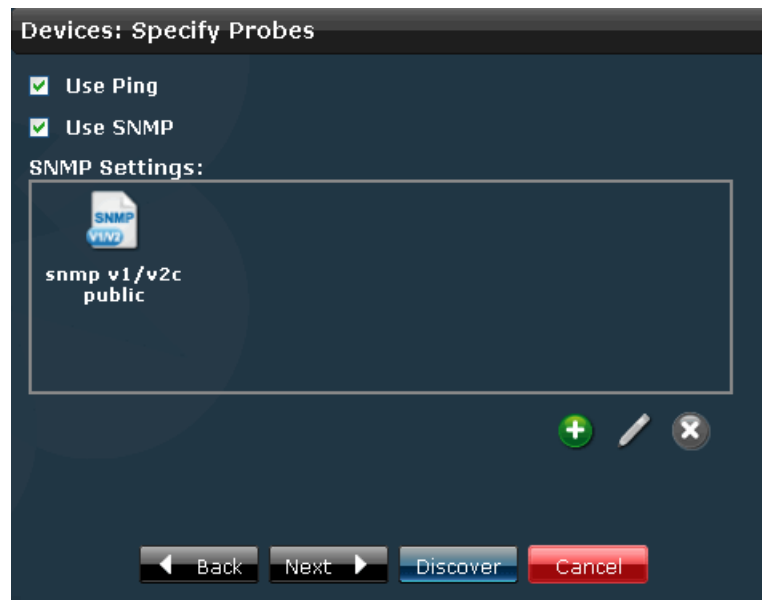 Devices: Specify Probes
Use Ping
Use SNMP
SNMP Settings:
SNMP
V1/V2
snmp v1/v2c
public
Back
Next
Discover
Cancel